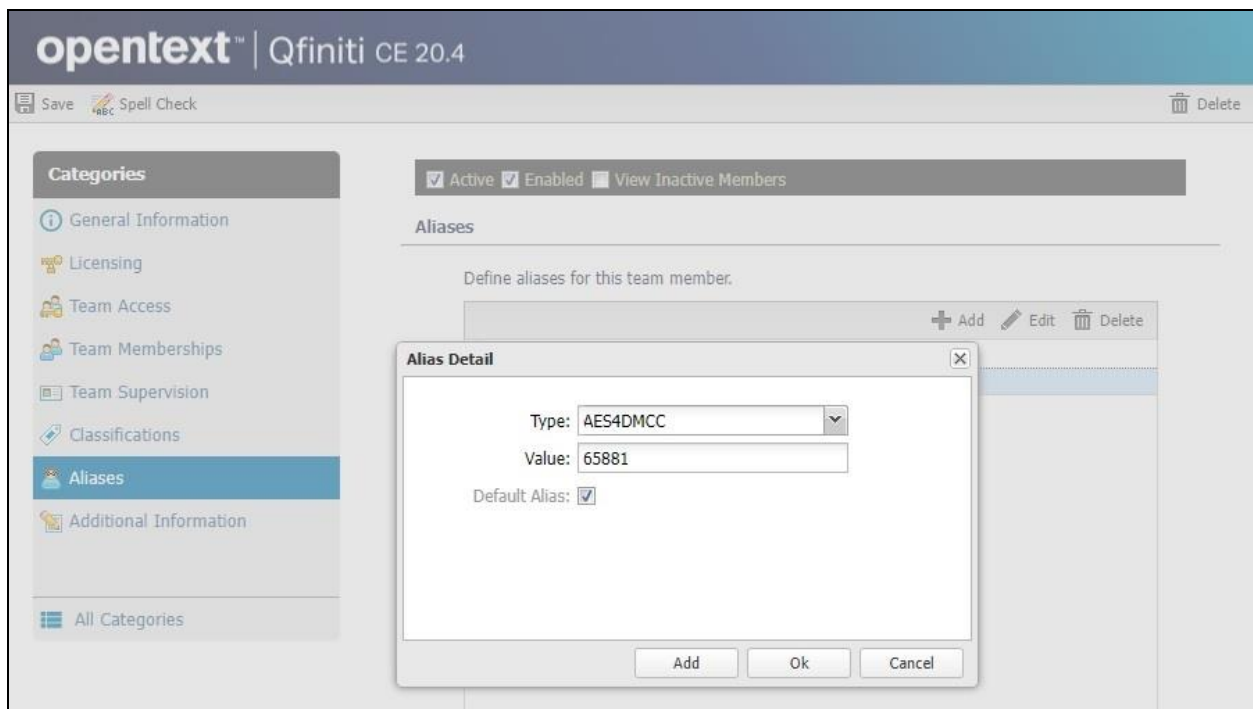 opentext™ | Qfiniti CE 20.4
Save Spell Check Delete
Categories
General Information
Licensing
Team Access
Team Memberships
Team Supervision
Classifications
Aliases
Additional Information
All Categories
Active Enabled View Inactive Members
Aliases
Define aliases for this team member.
Add Edit Delete
Alias Detail
Type: AES4DMCC
Value: 65881
Default Alias:
Add Ok Cancel